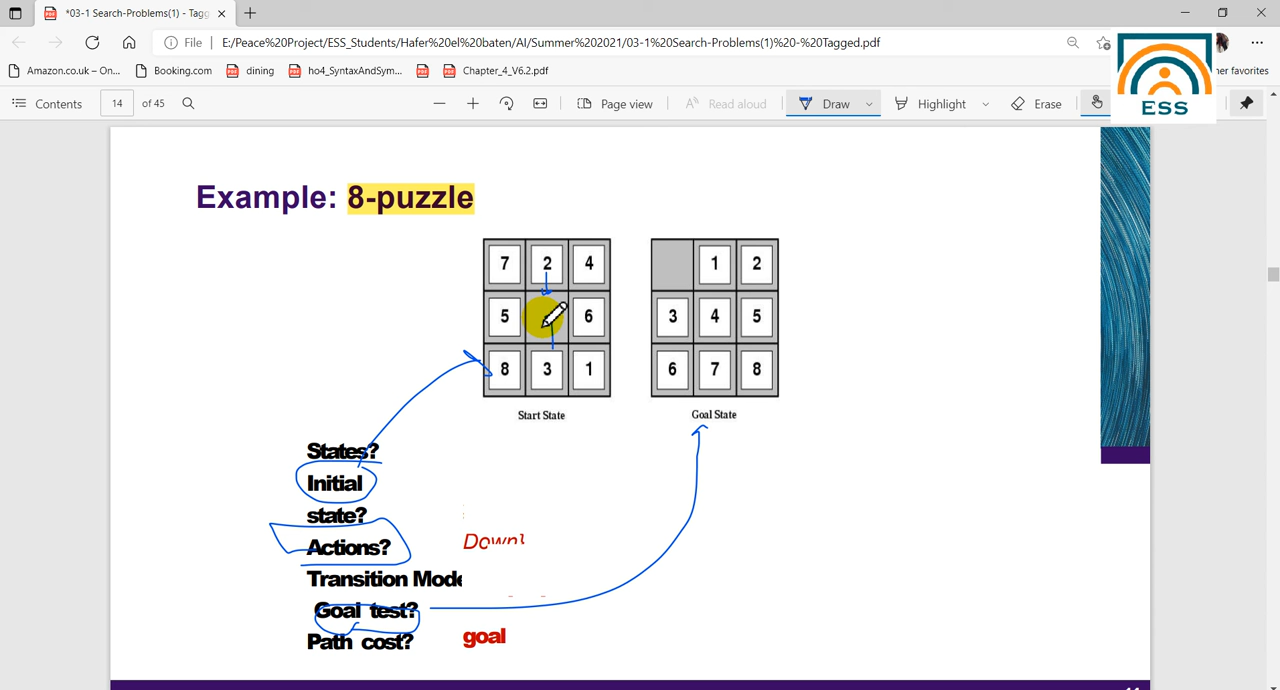 *03-1 Search-Problems(1) - Tagg
File
E:/Peace%20Project/ESS_Students/Hafer%20el%20baten/AI/Summer%202021/03-1%20Search-Problems(1)%20-%20Tagged.pdf
Amazon.co.uk – On...
Booking.com
dining
ho4_SyntaxAndSym...
Chapter_4_V6.2.pdf
her favorites
ESS
Contents
14
of 45
Page view
Read aloud
Draw
Highlight
Erase
Example: 8-puzzle
7 2 4
5 6
8 3 1
Start State
1 2
3 4 5
6 7 8
Goal State
States?
Initial
state?
Actions?
Transition Mode
Goal test?
Path cost?
goal